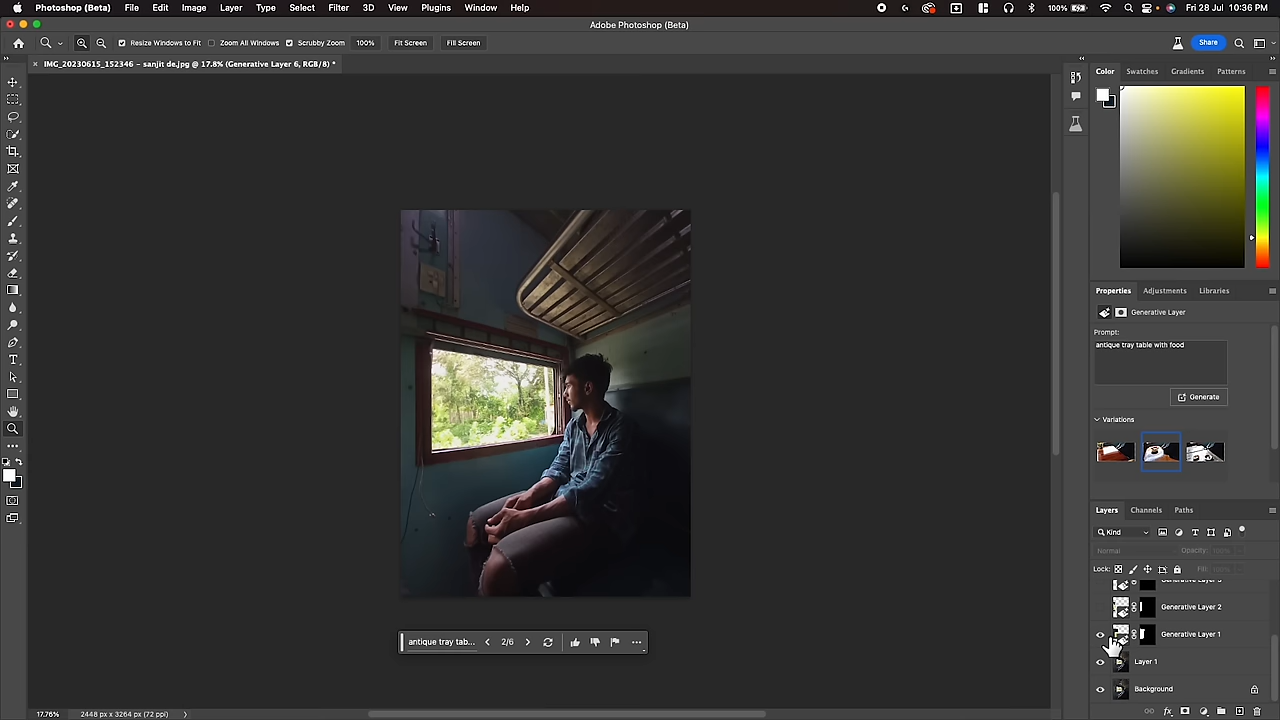 Photoshop (Beta) File Edit Image Layer Type Select Filter 3D View Plugins Window Help 100% Fri 28 Jul 10:36 PM
Adobe Photoshop (Beta)
Resize Windows to Fit Zoom All Windows Scrubby Zoom 100% Fit Screen Fill Screen Share
IMG_20230615_152346 – sanjit de.jpg @ 17.8% (Generative Layer 6, RGB/8) *
Color Swatches Gradients Patterns
Properties Adjustments Libraries
Generative Layer
Prompt:
antique tray table with food
Generate
Variations
Layers Channels Paths
Kind
Normal Opacity: 100%
Lock: Fill: 100%
Generative Layer 3
Generative Layer 2
Generative Layer 1
Layer 1
Background
antique tray tab... 2/6
17.76% 2448 px x 3264 px (72 ppi)